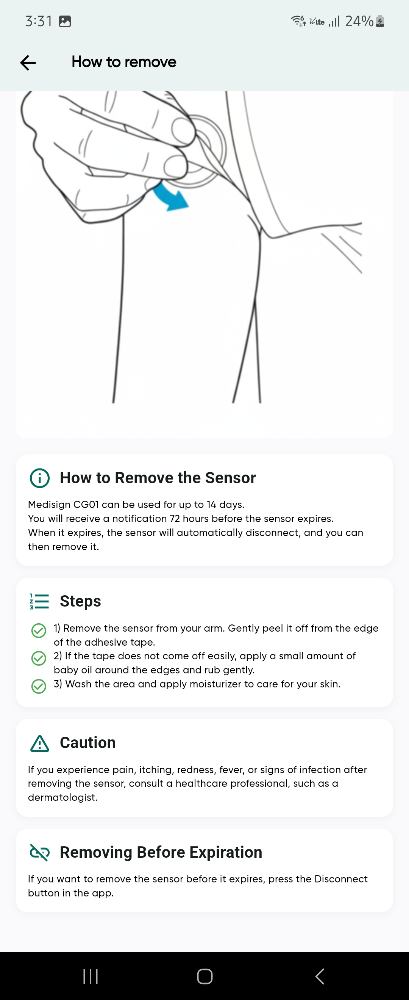 3:31
6 VoLte 24%
How to remove
How to Remove the Sensor
Medisign CG01 can be used for up to 14 days.
You will receive a notification 72 hours before the sensor expires.
When it expires, the sensor will automatically disconnect, and you can
then remove it.
Steps
1) Remove the sensor from your arm. Gently peel it off from the edge
of the adhesive tape.
2) If the tape does not come off easily, apply a small amount of
baby oil around the edges and rub gently.
3) Wash the area and apply moisturizer to care for your skin.
Caution
If you experience pain, itching, redness, fever, or signs of infection after
removing the sensor, consult a healthcare professional, such as a
dermatologist.
Removing Before Expiration
If you want to remove the sensor before it expires, press the Disconnect
button in the app.